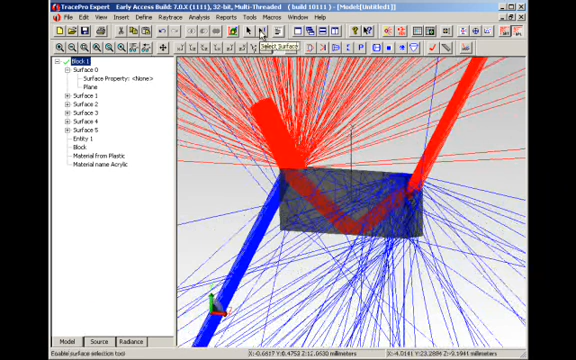 TracePro Expert Early Access Build: 7.0.X (1111), 32-bit, Multi-Threaded ( build 10111 ) - [Model:[Untitled1]
File Edit View Insert Define Analysis Raytrace Reports Tools Macros Window Help
Select Surface
Block 1
Surface 0
Surface Property: <None>
Plane
Surface 1
Surface 2
Surface 3
Surface 4
Surface 5
Entity 1
Block
Material from Plastic
Material name Acrylic
Model Source Radiance
Enable surface selection tool